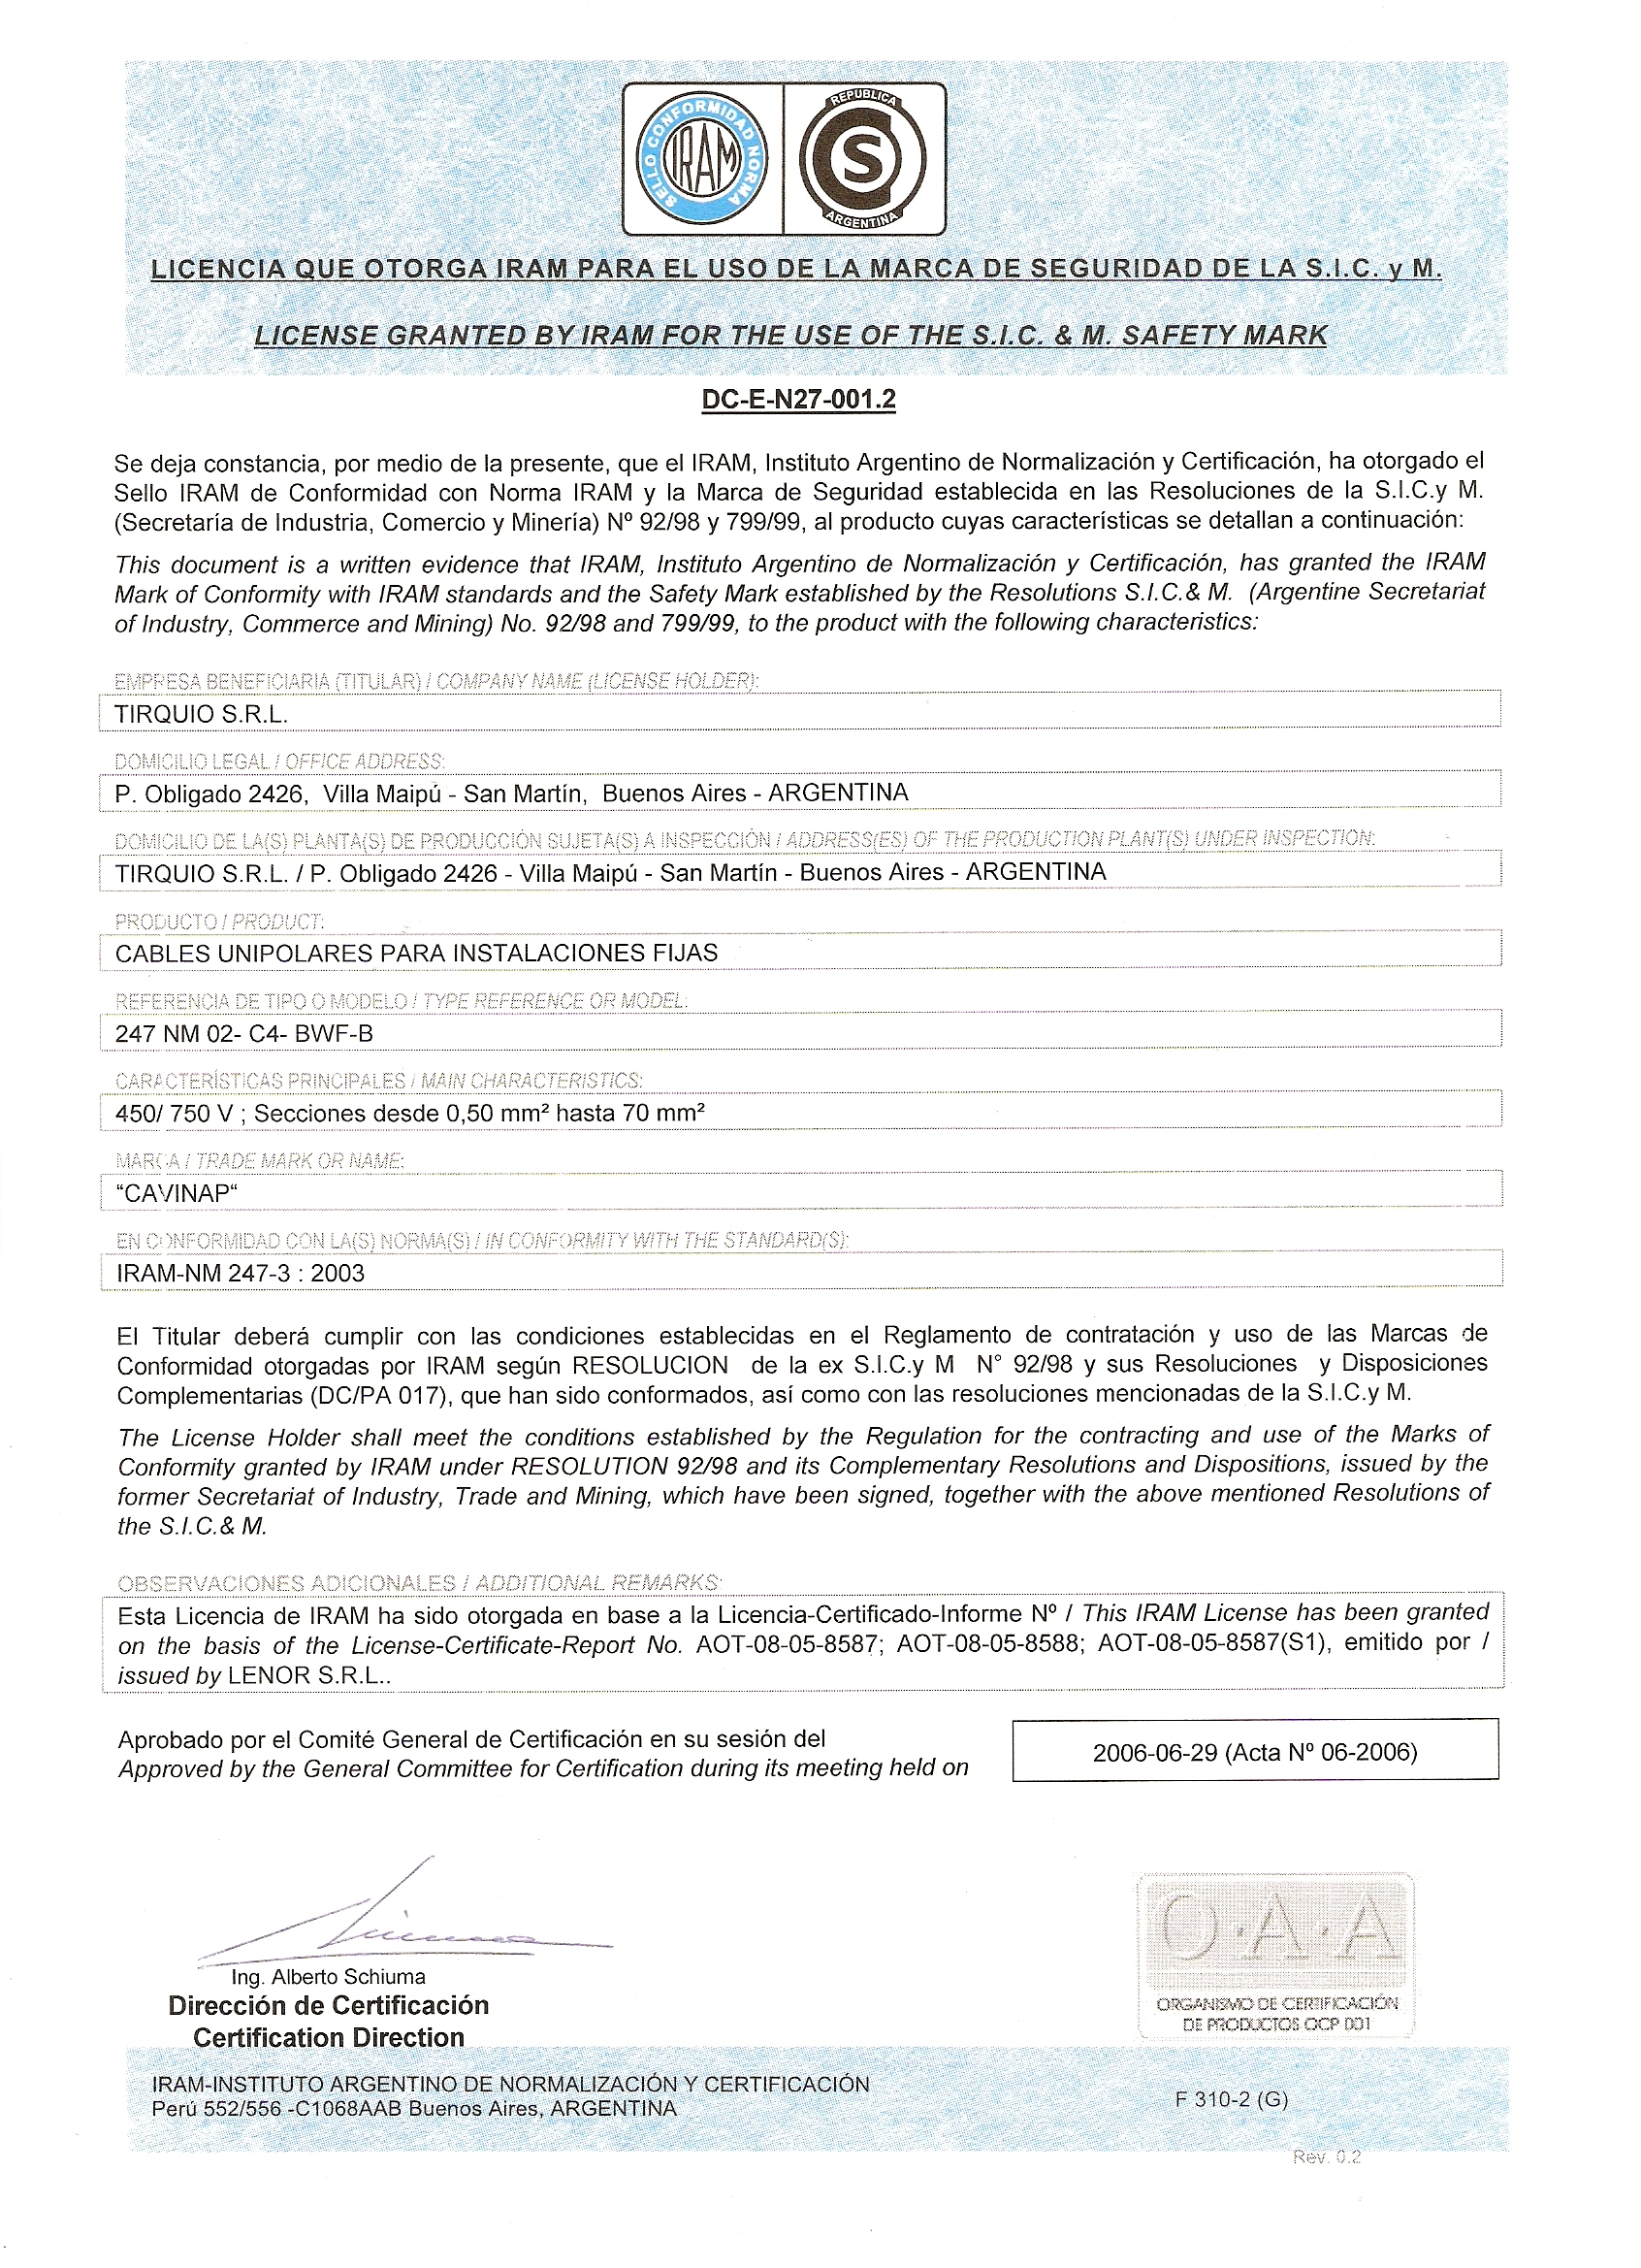 SELLO CONFORMIDAD NORMA
IRAM
REPUBLICA
S
ARGENTINA
LICENCIA QUE OTORGA IRAM PARA EL USO DE LA MARCA DE SEGURIDAD DE LA S.I.C. y M.
LICENSE GRANTED BY IRAM FOR THE USE OF THE S.I.C. & M. SAFETY MARK
DC-E-N27-001.2
Se deja constancia, por medio de la presente, que el IRAM, Instituto Argentino de Normalización y Certificación, ha otorgado el
Sello IRAM de Conformidad con Norma IRAM y la Marca de Seguridad establecida en las Resoluciones de la S.I.C.y M.
(Secretaría de Industria, Comercio y Minería) Nº 92/98 y 799/99, al producto cuyas características se detallan a continuación:
This document is a written evidence that IRAM, Instituto Argentino de Normalización y Certificación, has granted the IRAM
Mark of Conformity with IRAM standards and the Safety Mark established by the Resolutions S.I.C.& M. (Argentine Secretariat
of Industry, Commerce and Mining) No. 92/98 and 799/99, to the product with the following characteristics:
EMPRESA BENEFICIARIA (TITULAR) / COMPANY NAME (LICENSE HOLDER):
TIRQUIO S.R.L.
DOMICILIO LEGAL / OFFICE ADDRESS:
P. Obligado 2426, Villa Maipú - San Martín, Buenos Aires - ARGENTINA
DOMICILIO DE LA(S) PLANTA(S) DE PRODUCCIÓN SUJETA(S) A INSPECCIÓN / ADDRESS(ES) OF THE PRODUCTION PLANT(S) UNDER INSPECTION:
TIRQUIO S.R.L. / P. Obligado 2426 - Villa Maipú - San Martín - Buenos Aires - ARGENTINA
PRODUCTO / PRODUCT:
CABLES UNIPOLARES PARA INSTALACIONES FIJAS
REFERENCIA DE TIPO O MODELO / TYPE REFERENCE OR MODEL:
247 NM 02- C4- BWF-B
CARACTERÍSTICAS PRINCIPALES / MAIN CHARACTERISTICS:
450/ 750 V ; Secciones desde 0,50 mm² hasta 70 mm²
MARCA / TRADE MARK OR NAME:
“CAVINAP“
EN CONFORMIDAD CON LA(S) NORMA(S) / IN CONFORMITY WITH THE STANDARD(S):
IRAM-NM 247-3 : 2003
El Titular deberá cumplir con las condiciones establecidas en el Reglamento de contratación y uso de las Marcas de
Conformidad otorgadas por IRAM según RESOLUCION de la ex S.I.C.y M N° 92/98 y sus Resoluciones y Disposiciones
Complementarias (DC/PA 017), que han sido conformados, así como con las resoluciones mencionadas de la S.I.C.y M.
The License Holder shall meet the conditions established by the Regulation for the contracting and use of the Marks of
Conformity granted by IRAM under RESOLUTION 92/98 and its Complementary Resolutions and Dispositions, issued by the
former Secretariat of Industry, Trade and Mining, which have been signed, together with the above mentioned Resolutions of
the S.I.C.& M.
OBSERVACIONES ADICIONALES / ADDITIONAL REMARKS:
Esta Licencia de IRAM ha sido otorgada en base a la Licencia-Certificado-Informe Nº / This IRAM License has been granted
on the basis of the License-Certificate-Report No. AOT-08-05-8587; AOT-08-05-8588; AOT-08-05-8587(S1), emitido por /
issued by LENOR S.R.L..
Aprobado por el Comité General de Certificación en su sesión del
Approved by the General Committee for Certification during its meeting held on
2006-06-29 (Acta Nº 06-2006)
Ing. Alberto Schiuma
Dirección de Certificación
Certification Direction
O·A·A
ORGANISMO DE CERTIFICACIÓN
DE PRODUCTOS OCP 001
IRAM-INSTITUTO ARGENTINO DE NORMALIZACIÓN Y CERTIFICACIÓN
Perú 552/556 -C1068AAB Buenos Aires, ARGENTINA
F 310-2 (G)
Rev. 0.2